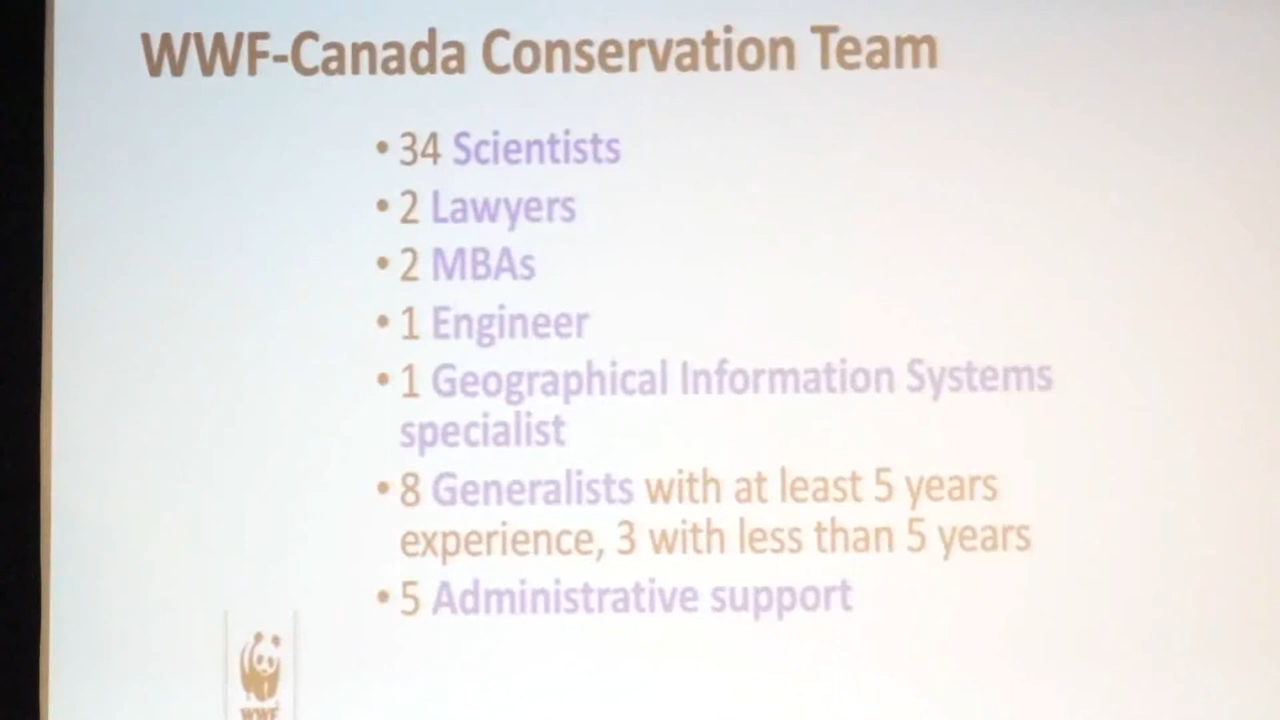 WWF-Canada Conservation Team
• 34 Scientists
• 2 Lawyers
• 2 MBAs
• 1 Engineer
• 1 Geographical Information Systems
specialist
• 8 Generalists with at least 5 years
experience, 3 with less than 5 years
• 5 Administrative support
WWF